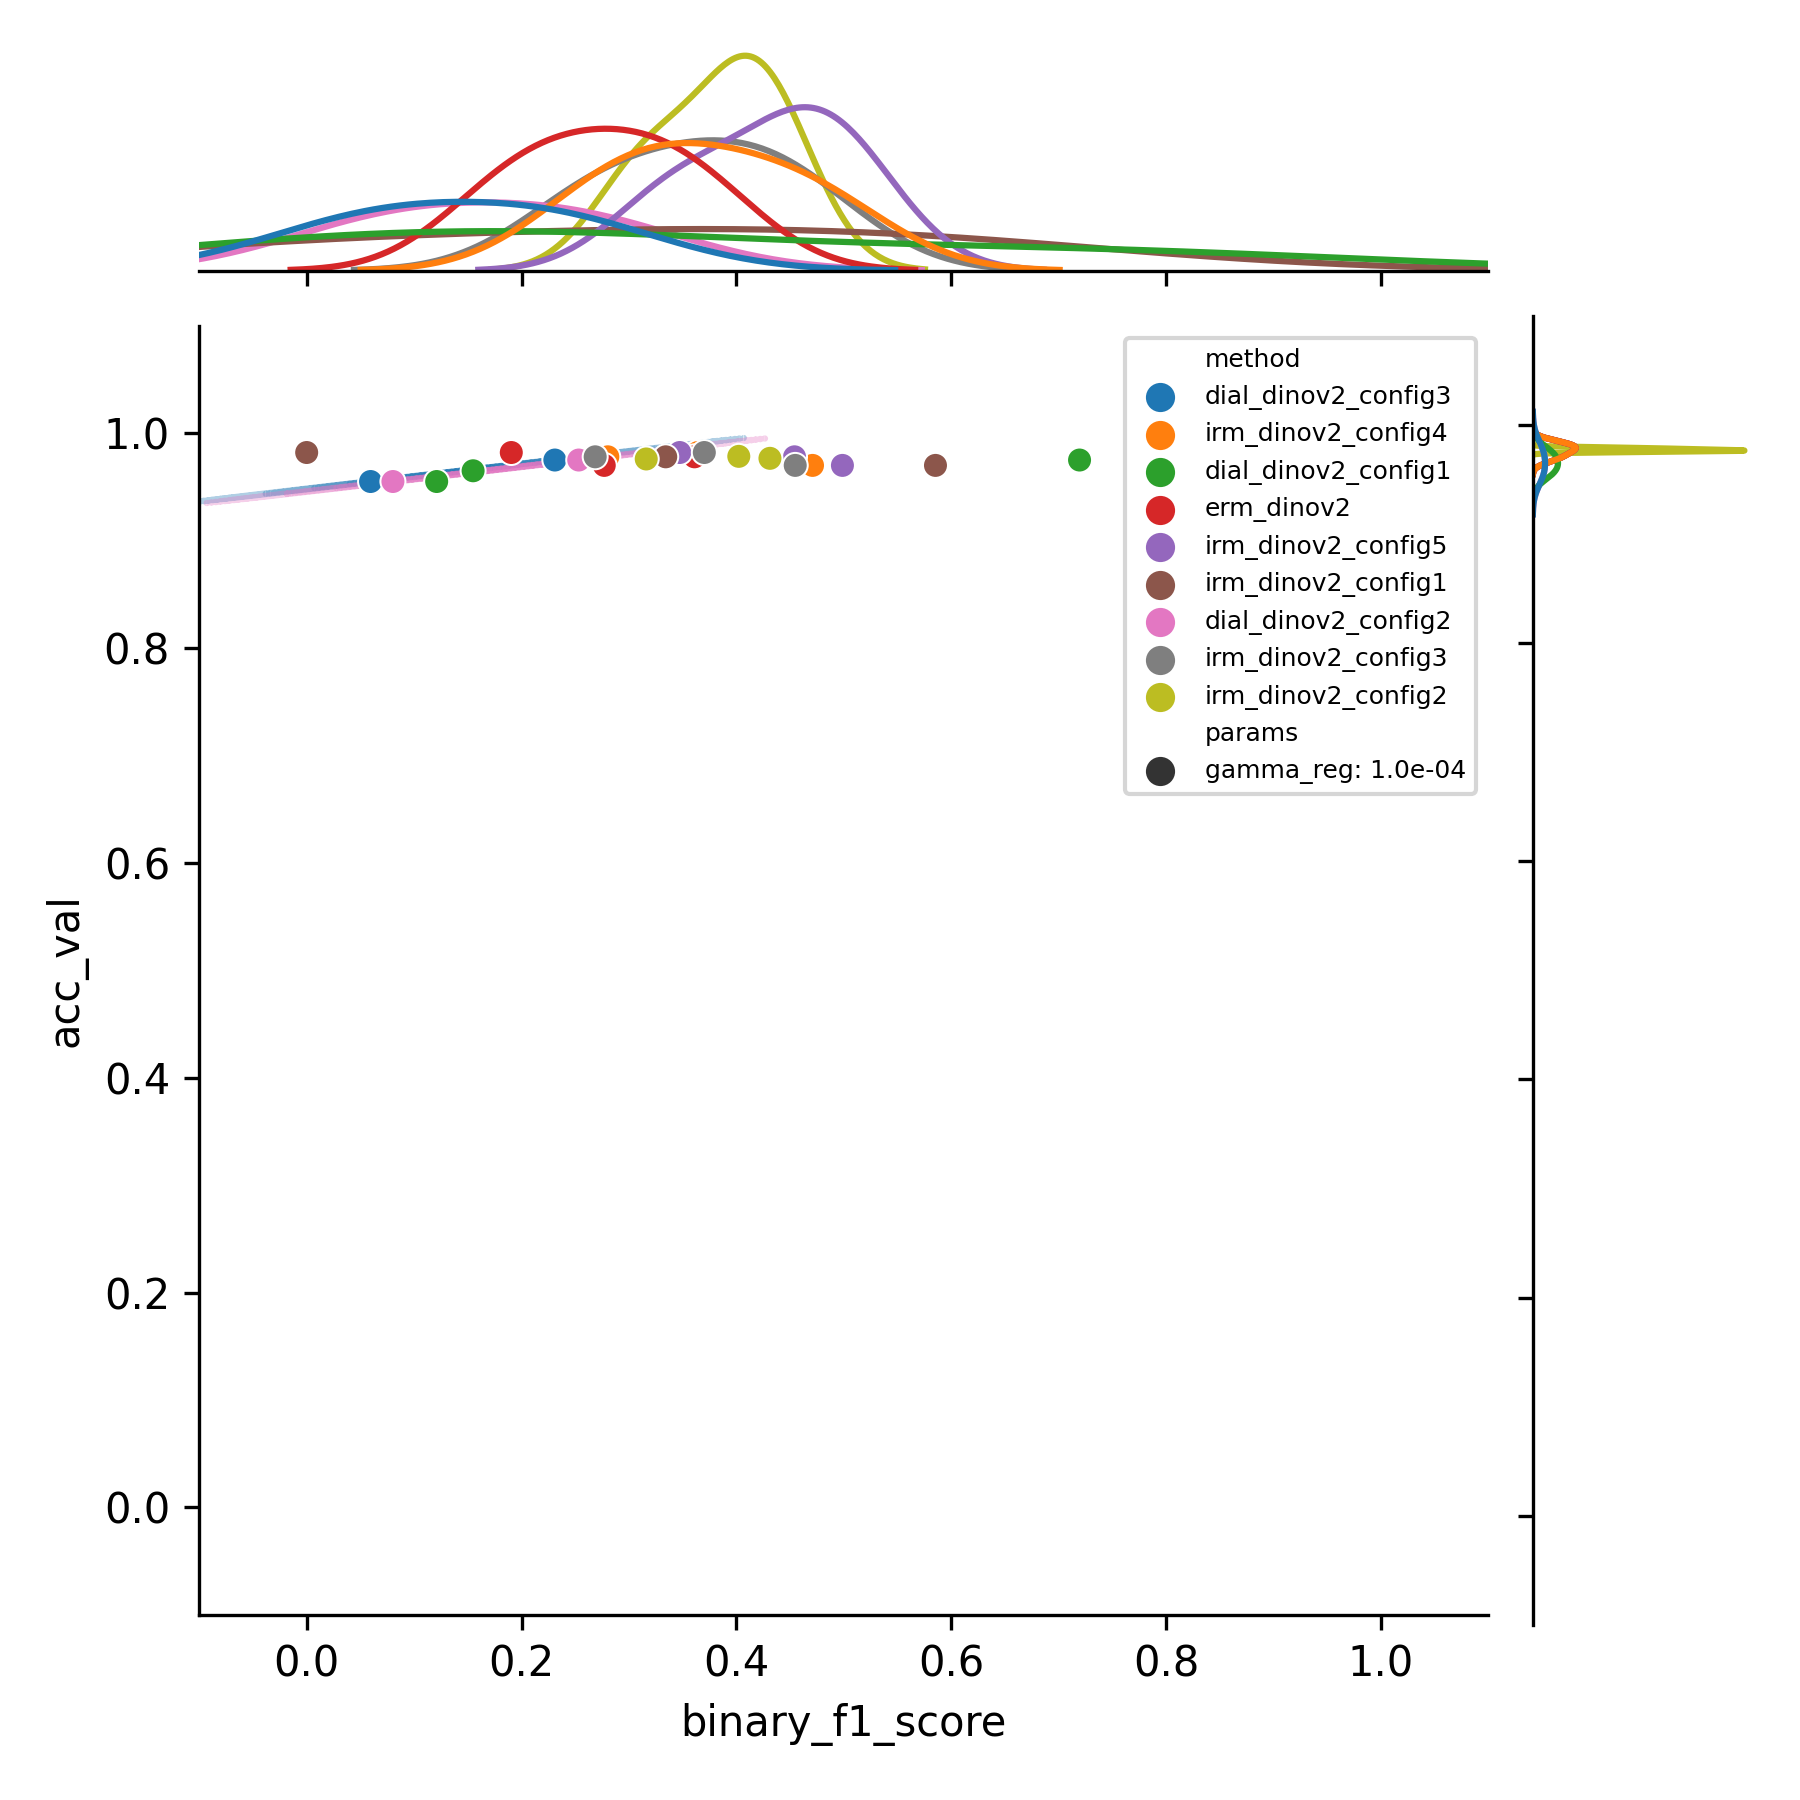 method
dial_dinov2_config3
irm_dinov2_config4
dial_dinov2_config1
erm_dinov2
irm_dinov2_config5
irm_dinov2_config1
dial_dinov2_config2
irm_dinov2_config3
irm_dinov2_config2
params
gamma_reg: 1.0e-04
1.0
0.8
0.6
0.4
0.2
0.0
acc_val
0.0 0.2 0.4 0.6 0.8 1.0
binary_f1_score